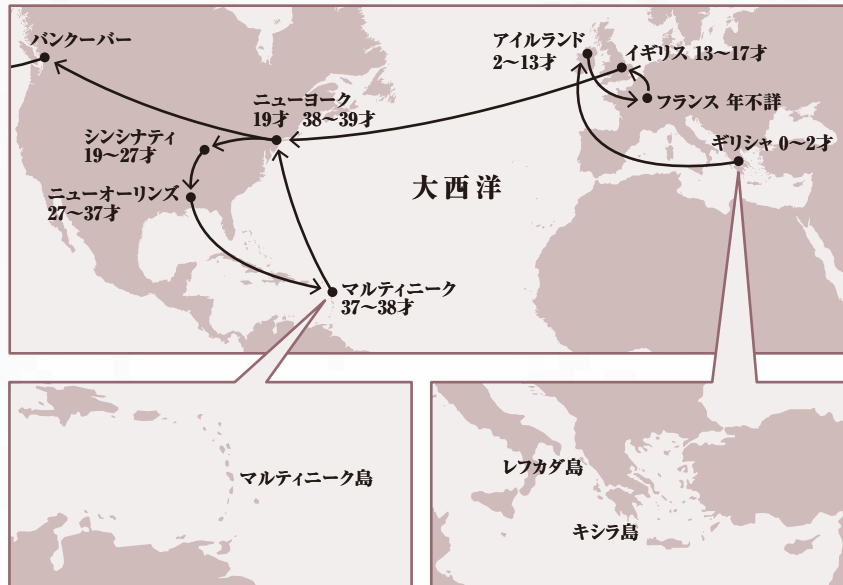 バンクーバー
アイルランド
2〜13才
イギリス 13〜17才
フランス 年不詳
ギリシャ 0〜2才
ニューヨーク
19才 38〜39才
シンシナティ
19〜27才
ニューオーリンズ
27〜37才
大西洋
マルティニーク
37〜38才
マルティニーク島
レフカダ島
キシラ島